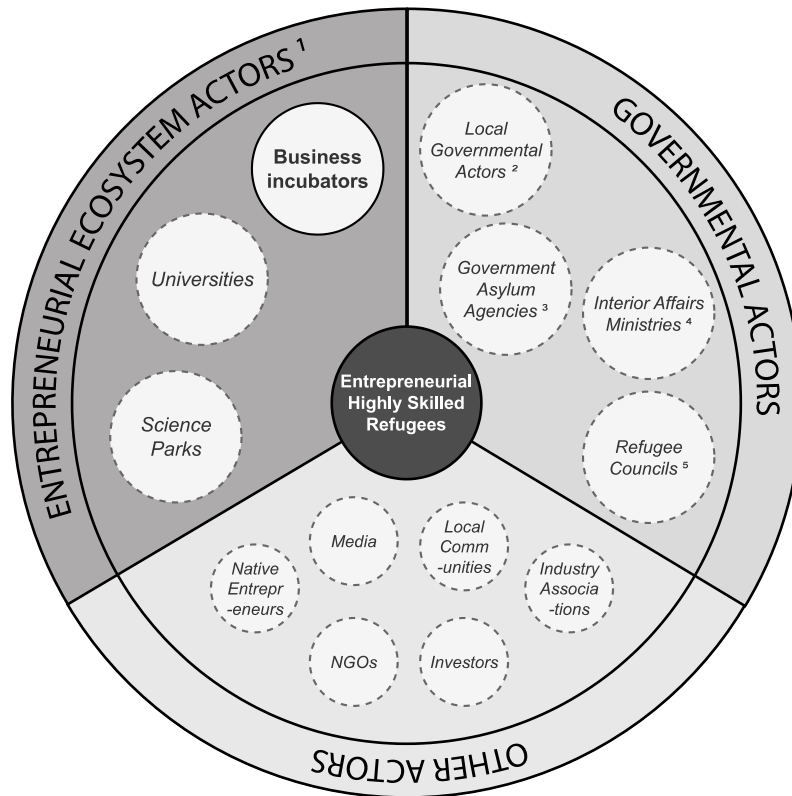 ENTREPRENEURIAL ECOSYSTEM ACTORS ¹
Business
incubators
Universities
Science
Parks
GOVERNMENTAL ACTORS
Local
Governmental
Actors ²
Government
Asylum
Agencies ³
Interior Affairs
Ministries ⁴
Refugee
Councils ⁵
Entrepreneurial
Highly Skilled
Refugees
Media
Local
Comm
-unities
Native
Entrepr
-eneurs
Industry
Associa
-tions
NGOs
Investors
OTHER ACTORS